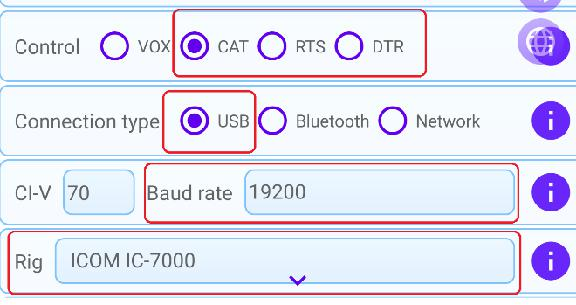 Control VOX CAT RTS DTR
Connection type USB Bluetooth Network
CI-V 70 Baud rate 19200
Rig ICOM IC-7000